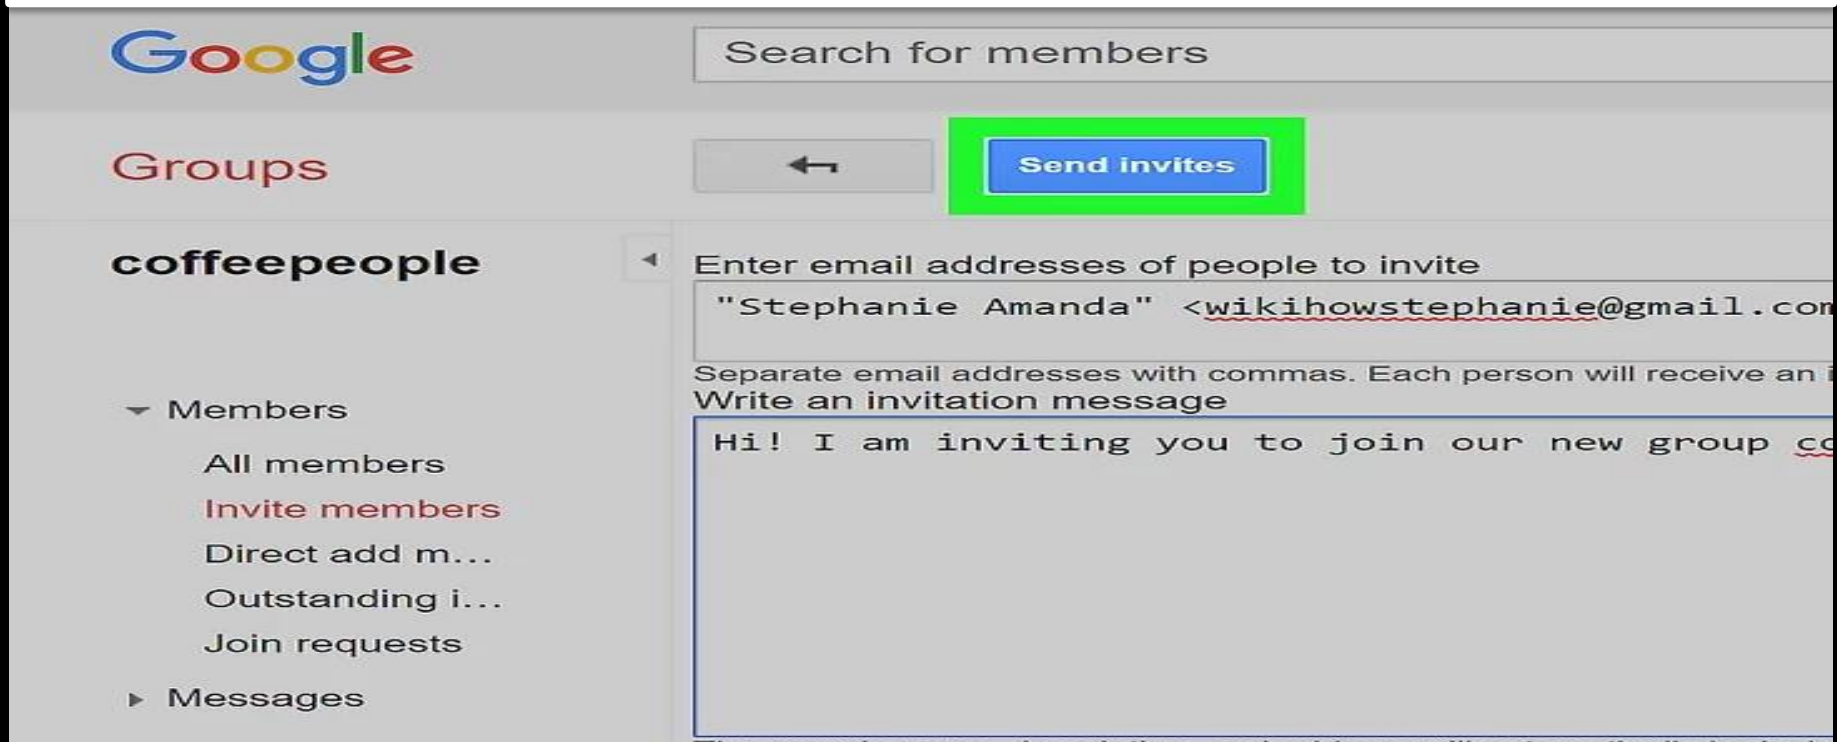 Google
Search for members
Groups
Send invites
coffeepeople
Enter email addresses of people to invite
"Stephanie Amanda" <wikihowstephanie@gmail.com
Separate email addresses with commas. Each person will receive an
Write an invitation message
Hi! I am inviting you to join our new group
Members
All members
Invite members
Direct add m...
Outstanding i...
Join requests
Messages